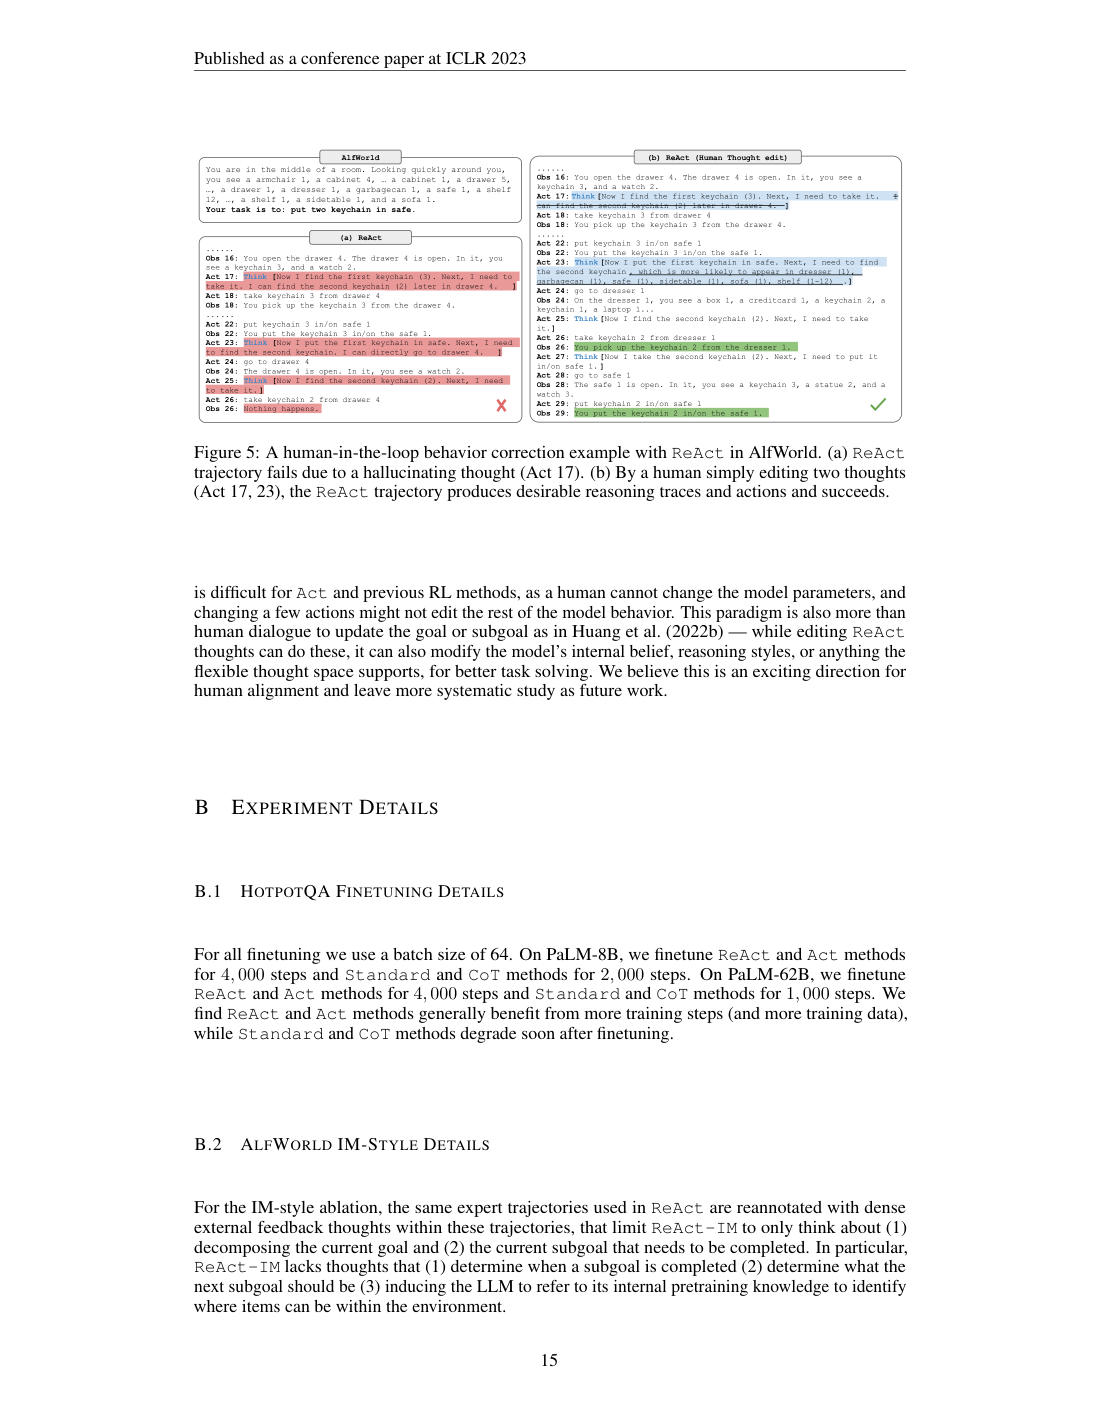 Published as a conference paper at ICLR 2023
AlfWorld
You are in the middle of a room. Looking quickly around you,
you see a armchair 1, a cabinet 4, … a cabinet 1, a drawer 5,
…, a drawer 1, a dresser 1, a garbagecan 1, a safe 1, a shelf
12, …, a shelf 1, a sidetable 1, and a sofa 1.
Your task is to: put two keychain in safe.
(a) ReAct
......
Obs 16: You open the drawer 4. The drawer 4 is open. In it, you
see a keychain 3, and a watch 2.
Act 17: Think [Now I find the first keychain (3). Next, I need to
take it. I can find the second keychain (2) later in drawer 4. ]
Act 18: take keychain 3 from drawer 4
Obs 18: You pick up the keychain 3 from the drawer 4.
......
Act 22: put keychain 3 in/on safe 1
Obs 22: You put the keychain 3 in/on the safe 1.
Act 23: Think [Now I put the first keychain in safe. Next, I need
to find the second keychain. I can directly go to drawer 4. ]
Act 24: go to drawer 4
Obs 24: The drawer 4 is open. In it, you see a watch 2.
Act 25: Think [Now I find the second keychain (2). Next, I need
to take it.]
Act 26: take keychain 2 from drawer 4
Obs 26: Nothing happens.
(b) ReAct (Human Thought edit)
......
Obs 16: You open the drawer 4. The drawer 4 is open. In it, you see a
keychain 3, and a watch 2.
Act 17: Think [Now I find the first keychain (3). Next, I need to take it. I
can find the second keychain (2) later in drawer 4. ]
Act 18: take keychain 3 from drawer 4
Obs 18: You pick up the keychain 3 from the drawer 4.
......
Act 22: put keychain 3 in/on safe 1
Obs 22: You put the keychain 3 in/on the safe 1.
Act 23: Think [Now I put the first keychain in safe. Next, I need to find
the second keychain , which is more likely to appear in dresser (1),
garbagecan (1), safe (1), sidetable (1), sofa (1), shelf (1-12) .]
Act 24: go to dresser 1
Obs 24: On the dresser 1, you see a box 1, a creditcard 1, a keychain 2, a
keychain 1, a laptop 1...
Act 25: Think [Now I find the second keychain (2). Next, I need to take
it.]
Act 26: take keychain 2 from dresser 1
Obs 26: You pick up the keychain 2 from the dresser 1.
Act 27: Think [Now I take the second keychain (2). Next, I need to put it
in/on safe 1.]
Act 28: go to safe 1
Obs 28: The safe 1 is open. In it, you see a keychain 3, a statue 2, and a
watch 3.
Act 29: put keychain 2 in/on safe 1
Obs 29: You put the keychain 2 in/on the safe 1.
Figure 5: A human-in-the-loop behavior correction example with ReAct in AlfWorld. (a) ReAct
trajectory fails due to a hallucinating thought (Act 17). (b) By a human simply editing two thoughts
(Act 17, 23), the ReAct trajectory produces desirable reasoning traces and actions and succeeds.
is difficult for Act and previous RL methods, as a human cannot change the model parameters, and
changing a few actions might not edit the rest of the model behavior. This paradigm is also more than
human dialogue to update the goal or subgoal as in Huang et al. (2022b) — while editing ReAct
thoughts can do these, it can also modify the model's internal belief, reasoning styles, or anything the
flexible thought space supports, for better task solving. We believe this is an exciting direction for
human alignment and leave more systematic study as future work.
B EXPERIMENT DETAILS
B.1 HOTPOTQA FINETUNING DETAILS
For all finetuning we use a batch size of 64. On PaLM-8B, we finetune ReAct and Act methods
for 4,000 steps and Standard and CoT methods for 2,000 steps. On PaLM-62B, we finetune
ReAct and Act methods for 4,000 steps and Standard and CoT methods for 1,000 steps. We
find ReAct and Act methods generally benefit from more training steps (and more training data),
while Standard and CoT methods degrade soon after finetuning.
B.2 ALFWORLD IM-STYLE DETAILS
For the IM-style ablation, the same expert trajectories used in ReAct are reannotated with dense
external feedback thoughts within these trajectories, that limit ReAct-IM to only think about (1)
decomposing the current goal and (2) the current subgoal that needs to be completed. In particular,
ReAct-IM lacks thoughts that (1) determine when a subgoal is completed (2) determine what the
next subgoal should be (3) inducing the LLM to refer to its internal pretraining knowledge to identify
where items can be within the environment.
15